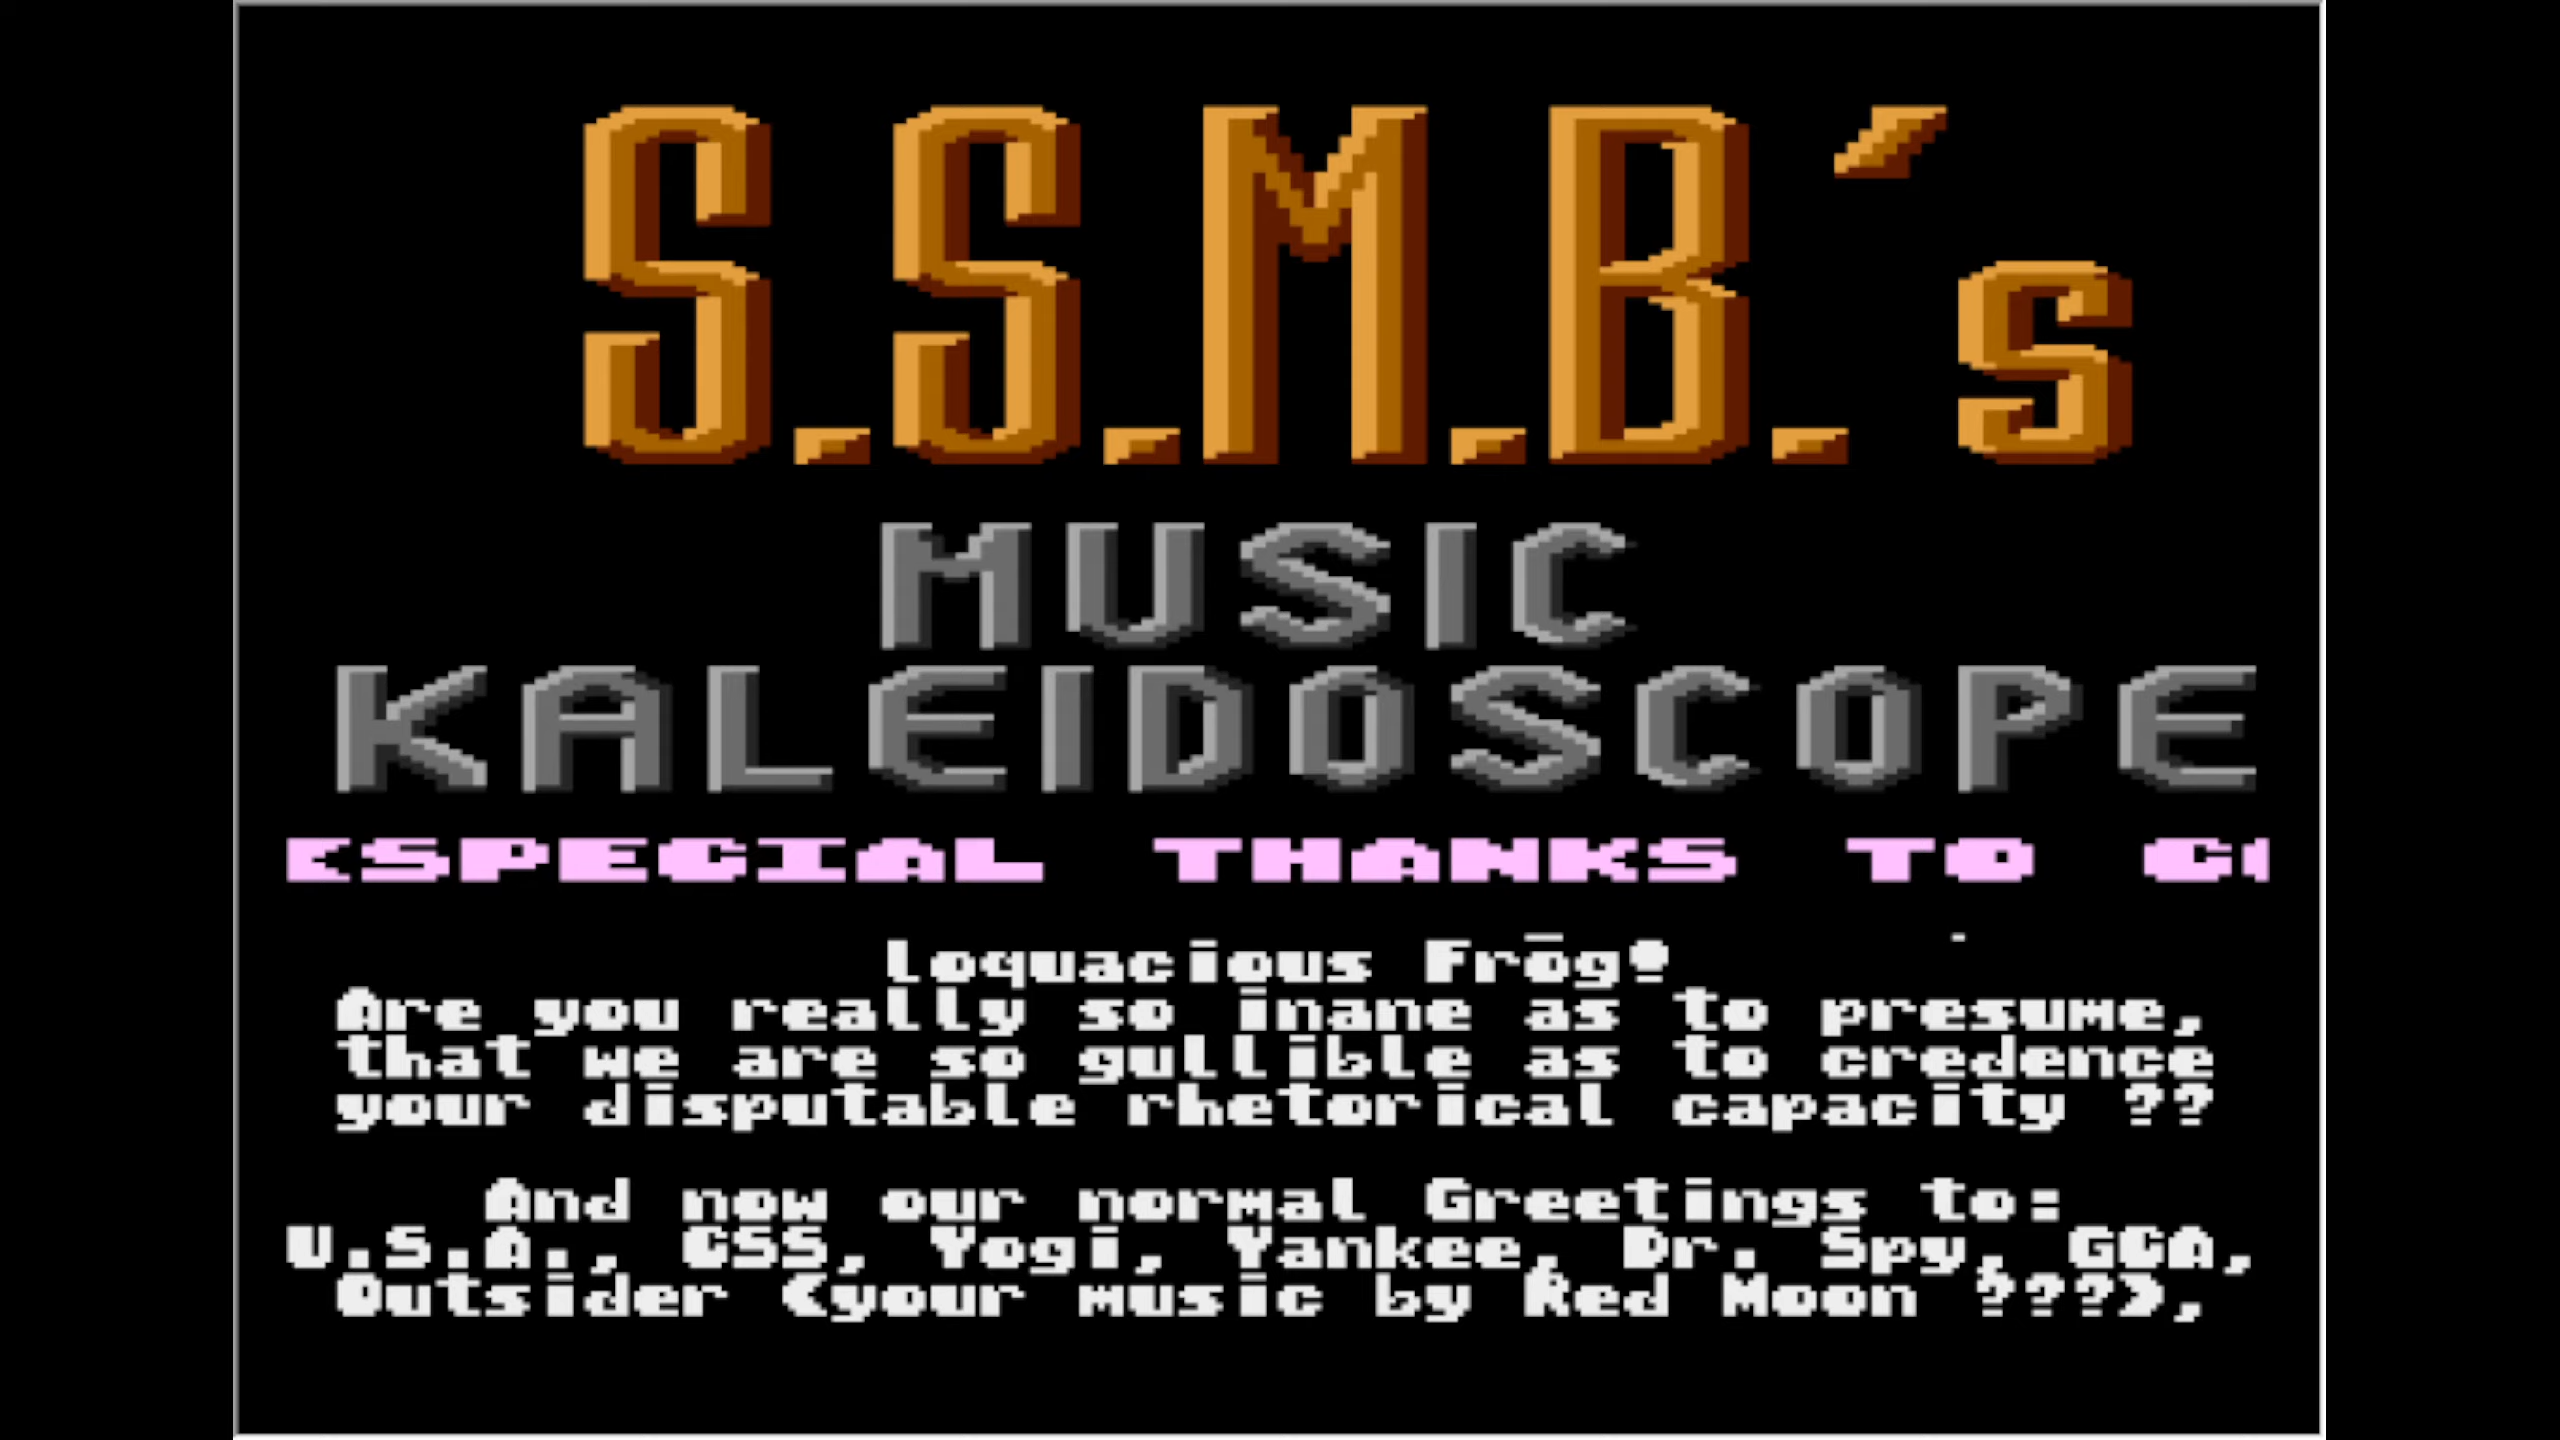 S.S.M.B.´s
MUSIC
KALEIDOSCOPE
SPECIAL THANKS TO
loquacious Frog!
Are you really so inane as to presume,
that we are so gullible as to credence
your disputable rhetorical capacity ??
And now our normal Greetings to:
U.S.A., CSS, Yogi, Yankee, Dr. Spy, GCA,
Outsider (your music by Red Moon ???),